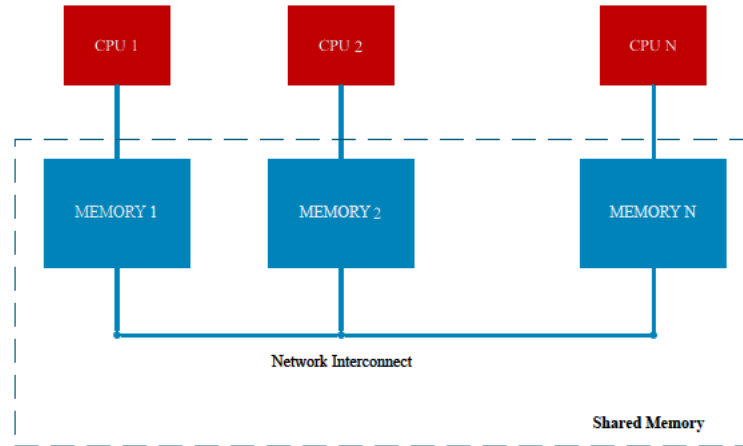 CPU 1
CPU 2
CPU N
MEMORY 1
MEMORY 2
MEMORY N
Network Interconnect
Shared Memory